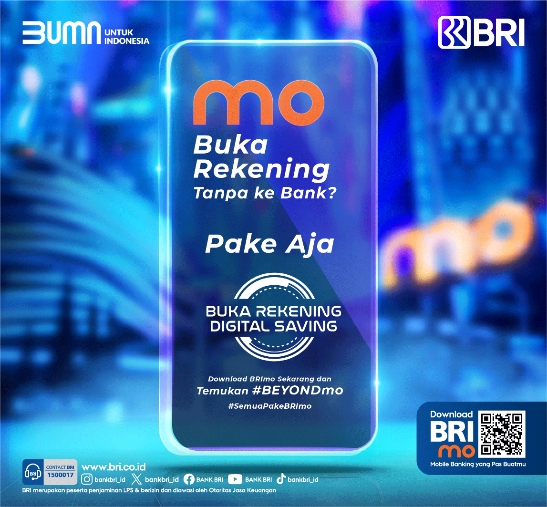 BUMN UNTUK
INDONESIA
BRI
mo
Buka
Rekening
Tanpa ke Bank?
Pake Aja
BUKA REKENING
DIGITAL SAVING
Download BRImo Sekarang dan
Temukan #BEYONDmo
#SemuaPakeBRImo
mo
Download
BRI
mo
Mobile Banking yang Pas Buatmu
CONTACT BRI
1500017
www.bri.co.id
bankbri_id bankbri_id BANK BRI BANK BRI bankbri_id
BRI merupakan peserta penjaminan LPS & berizin dan diawasi oleh Otoritas Jasa Keuangan